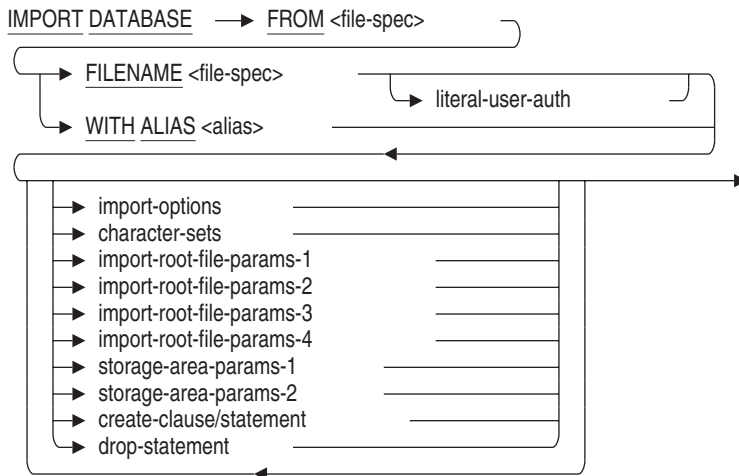 IMPORT DATABASE FROM <file-spec>
FILENAME <file-spec>
literal-user-auth
WITH ALIAS <alias>
import-options
character-sets
import-root-file-params-1
import-root-file-params-2
import-root-file-params-3
import-root-file-params-4
storage-area-params-1
storage-area-params-2
create-clause/statement
drop-statement